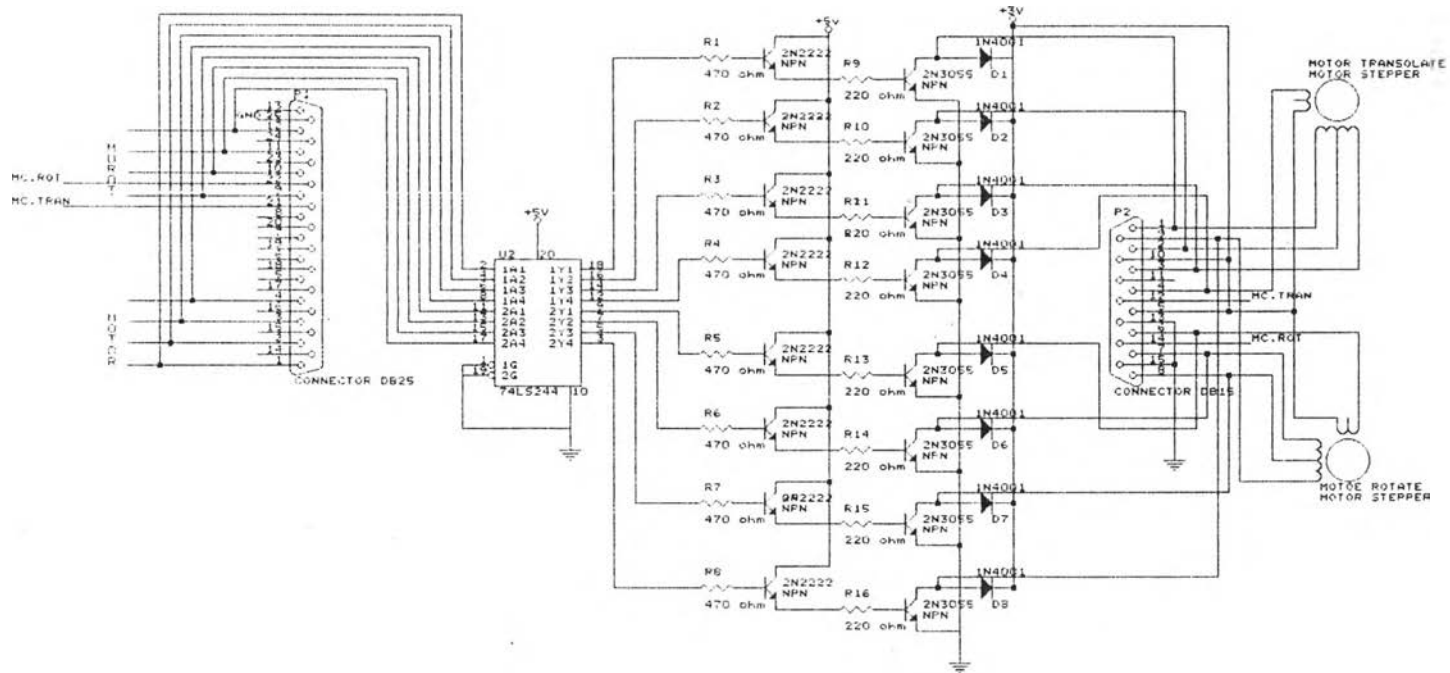 +5V
+3V
R1
470 ohm
2N2222
NPN
R9
220 ohm
2N3055
NPN
1N4001
D1
MOTOR TRANSOLATE
MOTOR STEPPER
R2
470 ohm
2N2222
NPN
R10
220 ohm
2N3055
NPN
1N4001
D2
MC.ROT
MC.TRAN
R3
470 ohm
2N2222
NPN
R11
220 ohm
2N3055
NPN
1N4001
D3
P2
+5V
R4
470 ohm
2N2222
NPN
R12
220 ohm
2N3055
NPN
1N4001
D4
U2
20
1A1 1Y1
1A2 1Y2
1A3 1Y3
1A4 1Y4
2A1 2Y1
2A2 2Y2
2A3 2Y3
2A4 2Y4
1G
2G
74LS244
10
MC.TRAN
MC.ROT
MOTOR
CONNECTOR DB25
R5
470 ohm
2N2222
NPN
R13
220 ohm
2N3055
NPN
1N4001
D5
CONNECTOR DB15
R6
470 ohm
2N2222
NPN
R14
220 ohm
2N3055
NPN
1N4001
D6
MOTOE ROTATE
MOTOR STEPPER
R7
470 ohm
NPN
R15
220 ohm
2N3055
NPN
1N4001
D7
R8
470 ohm
2N2222
NPN
R16
220 ohm
2N3055
NPN
1N4001
D8